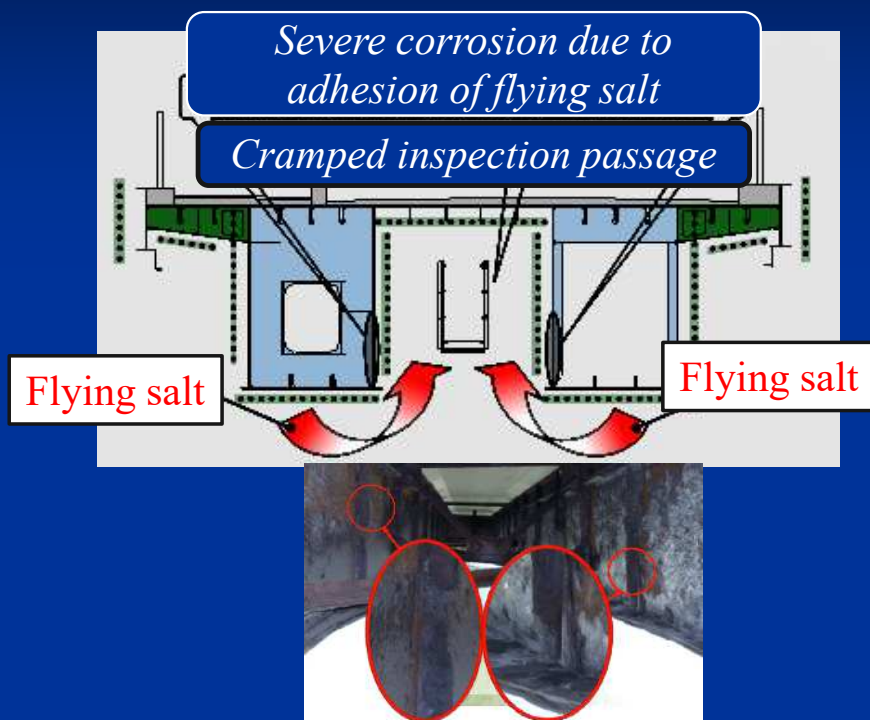 Severe corrosion due to
adhesion of flying salt
Cramped inspection passage
Flying salt
Flying salt